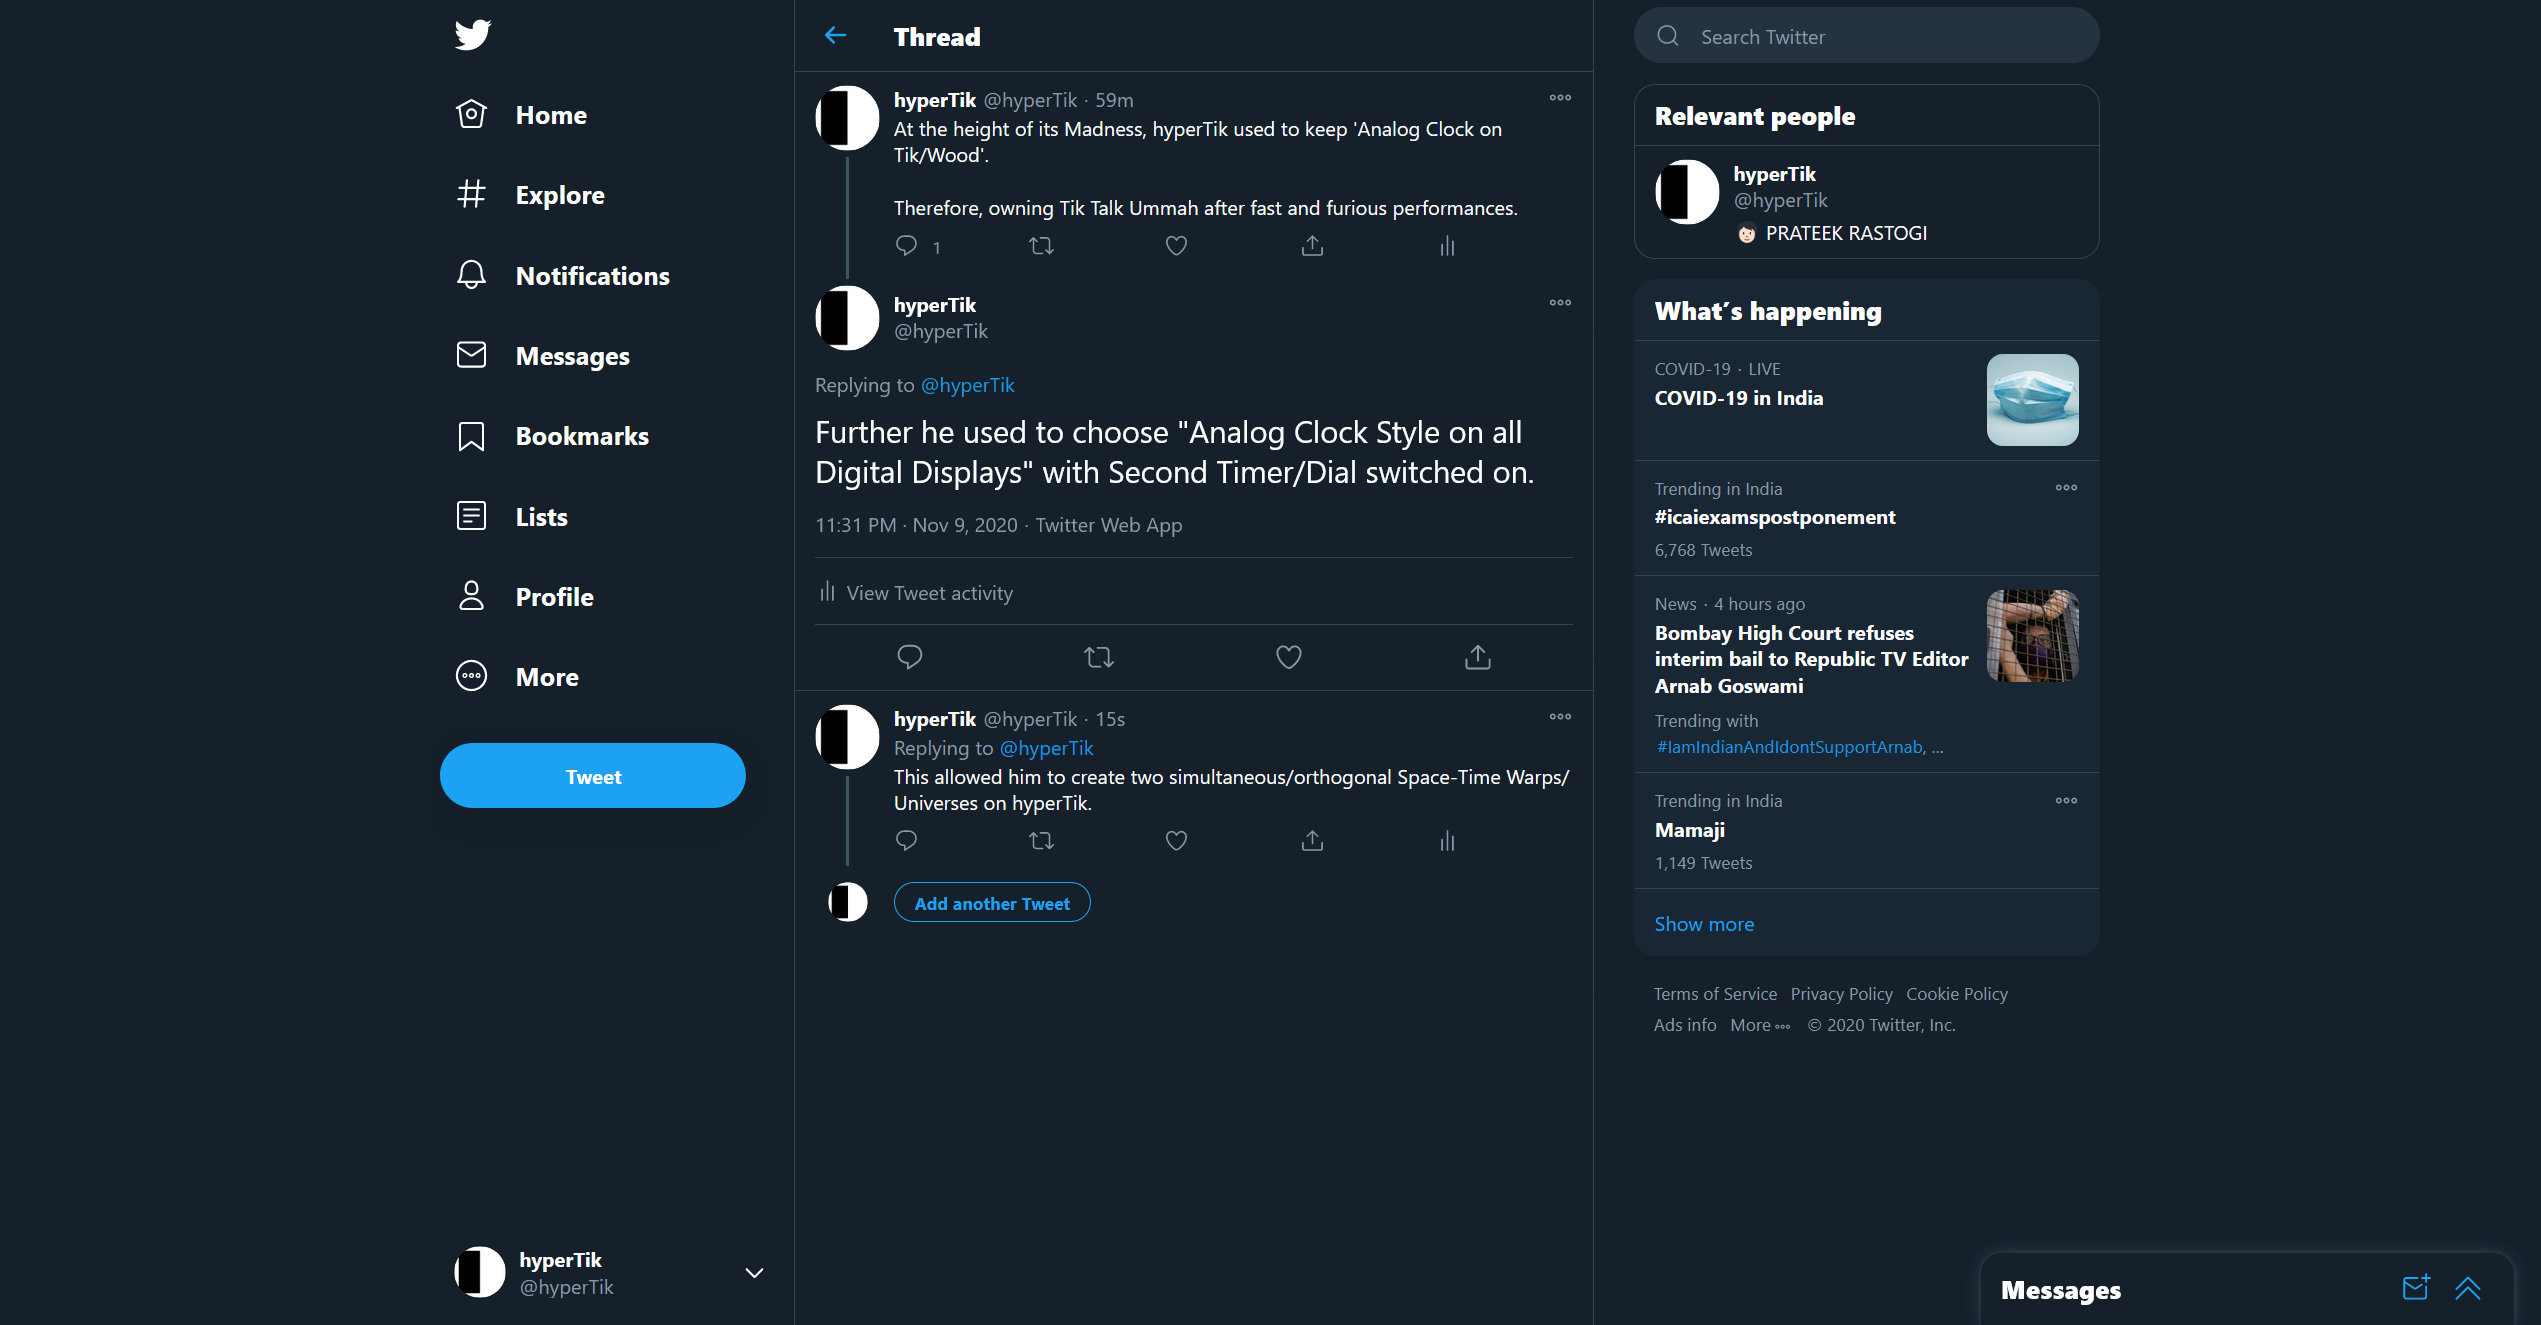 Home
Explore
Notifications
Messages
Bookmarks
Lists
Profile
More
Tweet
hyperTik
@hyperTik
Thread
hyperTik @hyperTik · 59m
At the height of its Madness, hyperTik used to keep 'Analog Clock on
Tik/Wood'.
Therefore, owning Tik Talk Ummah after fast and furious performances.
1
hyperTik
@hyperTik
Replying to @hyperTik
Further he used to choose "Analog Clock Style on all
Digital Displays" with Second Timer/Dial switched on.
11:31 PM · Nov 9, 2020 · Twitter Web App
View Tweet activity
hyperTik @hyperTik · 15s
Replying to @hyperTik
This allowed him to create two simultaneous/orthogonal Space-Time Warps/
Universes on hyperTik.
Add another Tweet
Search Twitter
Relevant people
hyperTik
@hyperTik
PRATEEK RASTOGI
What's happening
COVID-19 · LIVE
COVID-19 in India
Trending in India
#icaiexamspostponement
6,768 Tweets
News · 4 hours ago
Bombay High Court refuses
interim bail to Republic TV Editor
Arnab Goswami
Trending with
#IamIndianAndIdontSupportArnab, ...
Trending in India
Mamaji
1,149 Tweets
Show more
Terms of Service Privacy Policy Cookie Policy
Ads info More © 2020 Twitter, Inc.
Messages